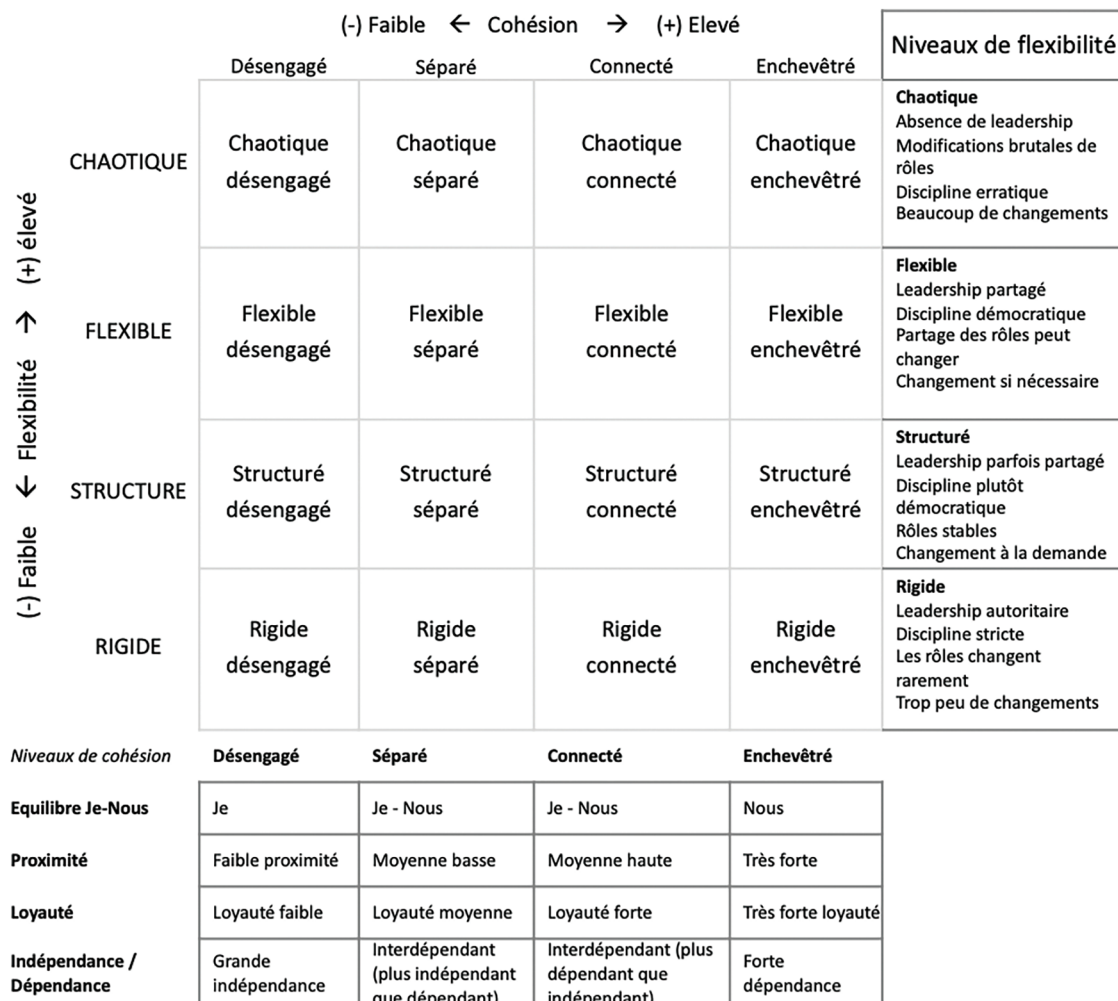 (-) Faible ← Cohésion → (+) Elevé
Niveaux de flexibilité
Désengagé Séparé Connecté Enchevêtré
(-) Faible ← Flexibilité → (+) élevé
CHAOTIQUE
Chaotique désengagé
Chaotique séparé
Chaotique connecté
Chaotique enchevêtré
Chaotique
Absence de leadership
Modifications brutales de
rôles
Discipline erratique
Beaucoup de changements
FLEXIBLE
Flexible désengagé
Flexible séparé
Flexible connecté
Flexible enchevêtré
Flexible
Leadership partagé
Discipline démocratique
Partage des rôles peut
changer
Changement si nécessaire
STRUCTURE
Structuré désengagé
Structuré séparé
Structuré connecté
Structuré enchevêtré
Structuré
Leadership parfois partagé
Discipline plutôt
démocratique
Rôles stables
Changement à la demande
RIGIDE
Rigide désengagé
Rigide séparé
Rigide connecté
Rigide enchevêtré
Rigide
Leadership autoritaire
Discipline stricte
Les rôles changent
rarement
Trop peu de changements
Niveaux de cohésion Désengagé Séparé Connecté Enchevêtré
Equilibre Je-Nous Je Je - Nous Je - Nous Nous
Proximité Faible proximité Moyenne basse Moyenne haute Très forte
Loyauté Loyauté faible Loyauté moyenne Loyauté forte Très forte loyauté
Indépendance /
Dépendance
Grande
indépendance
Interdépendant
(plus indépendant
que dépendant)
Interdépendant (plus
dépendant que
indépendant)
Forte
dépendance